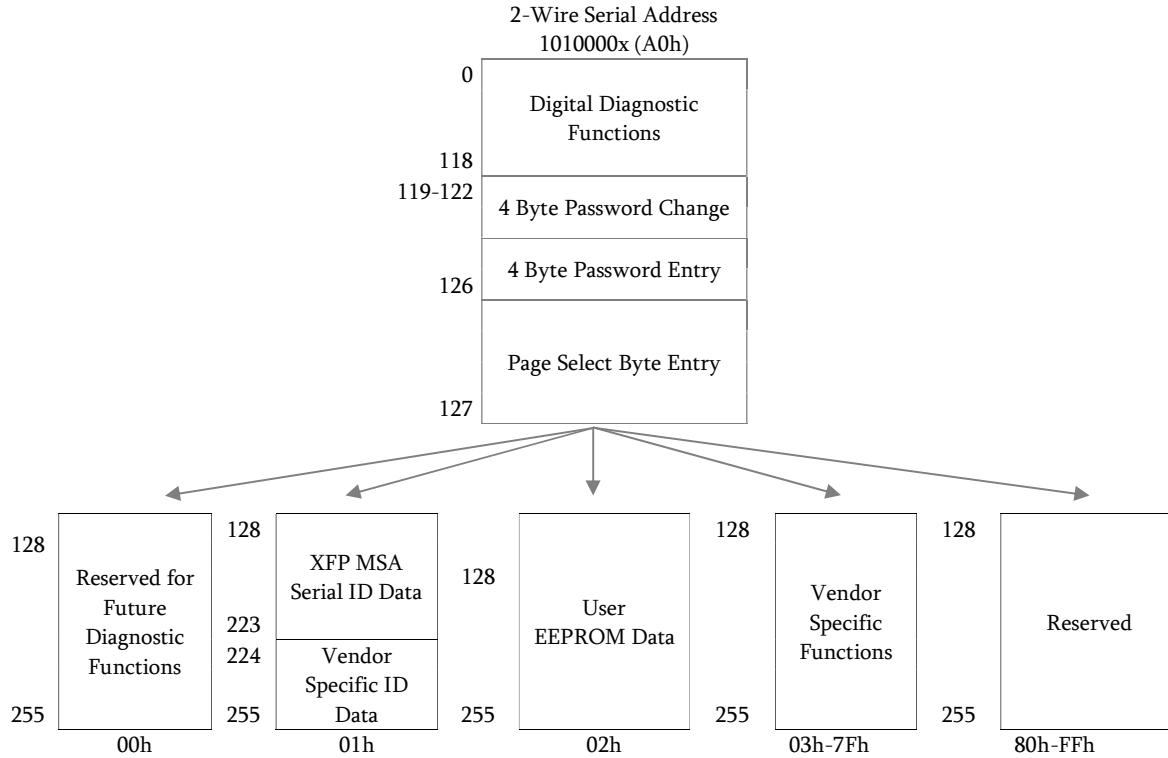 2-Wire Serial Address
1010000x (A0h)
0
Digital Diagnostic
Functions
118
119-122
4 Byte Password Change
4 Byte Password Entry
126
Page Select Byte Entry
127
128
Reserved for
Future
Diagnostic
Functions
255
00h
128
XFP MSA
Serial ID Data
223
224
Vendor
Specific ID
Data
255
01h
128
User
EEPROM Data
255
02h
128
Vendor
Specific
Functions
255
03h-7Fh
128
Reserved
255
80h-FFh